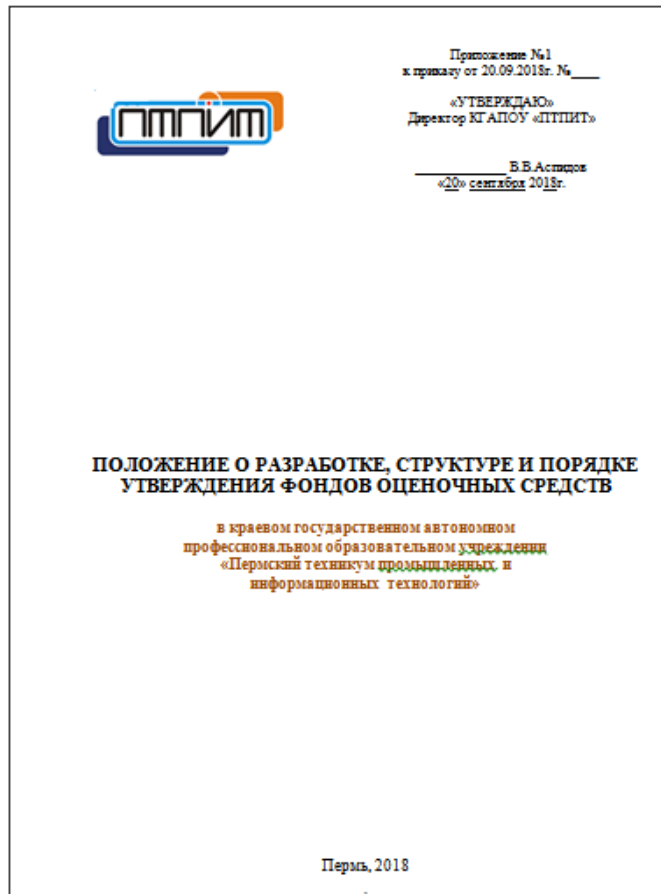 Приложение №1
к приказу от 20.09.2018г. №____
«УТВЕРЖДАЮ»
Директор КГАПОУ «ПТПИТ»
____________ В.В.Аспидов
«20» сентября 2018г.
ПТПИТ
ПОЛОЖЕНИЕ О РАЗРАБОТКЕ, СТРУКТУРЕ И ПОРЯДКЕ
УТВЕРЖДЕНИЯ ФОНДОВ ОЦЕНОЧНЫХ СРЕДСТВ
в краевом государственном автономном
профессиональном образовательном учреждении
«Пермский техникум промышленных и
информационных технологий»
Пермь, 2018